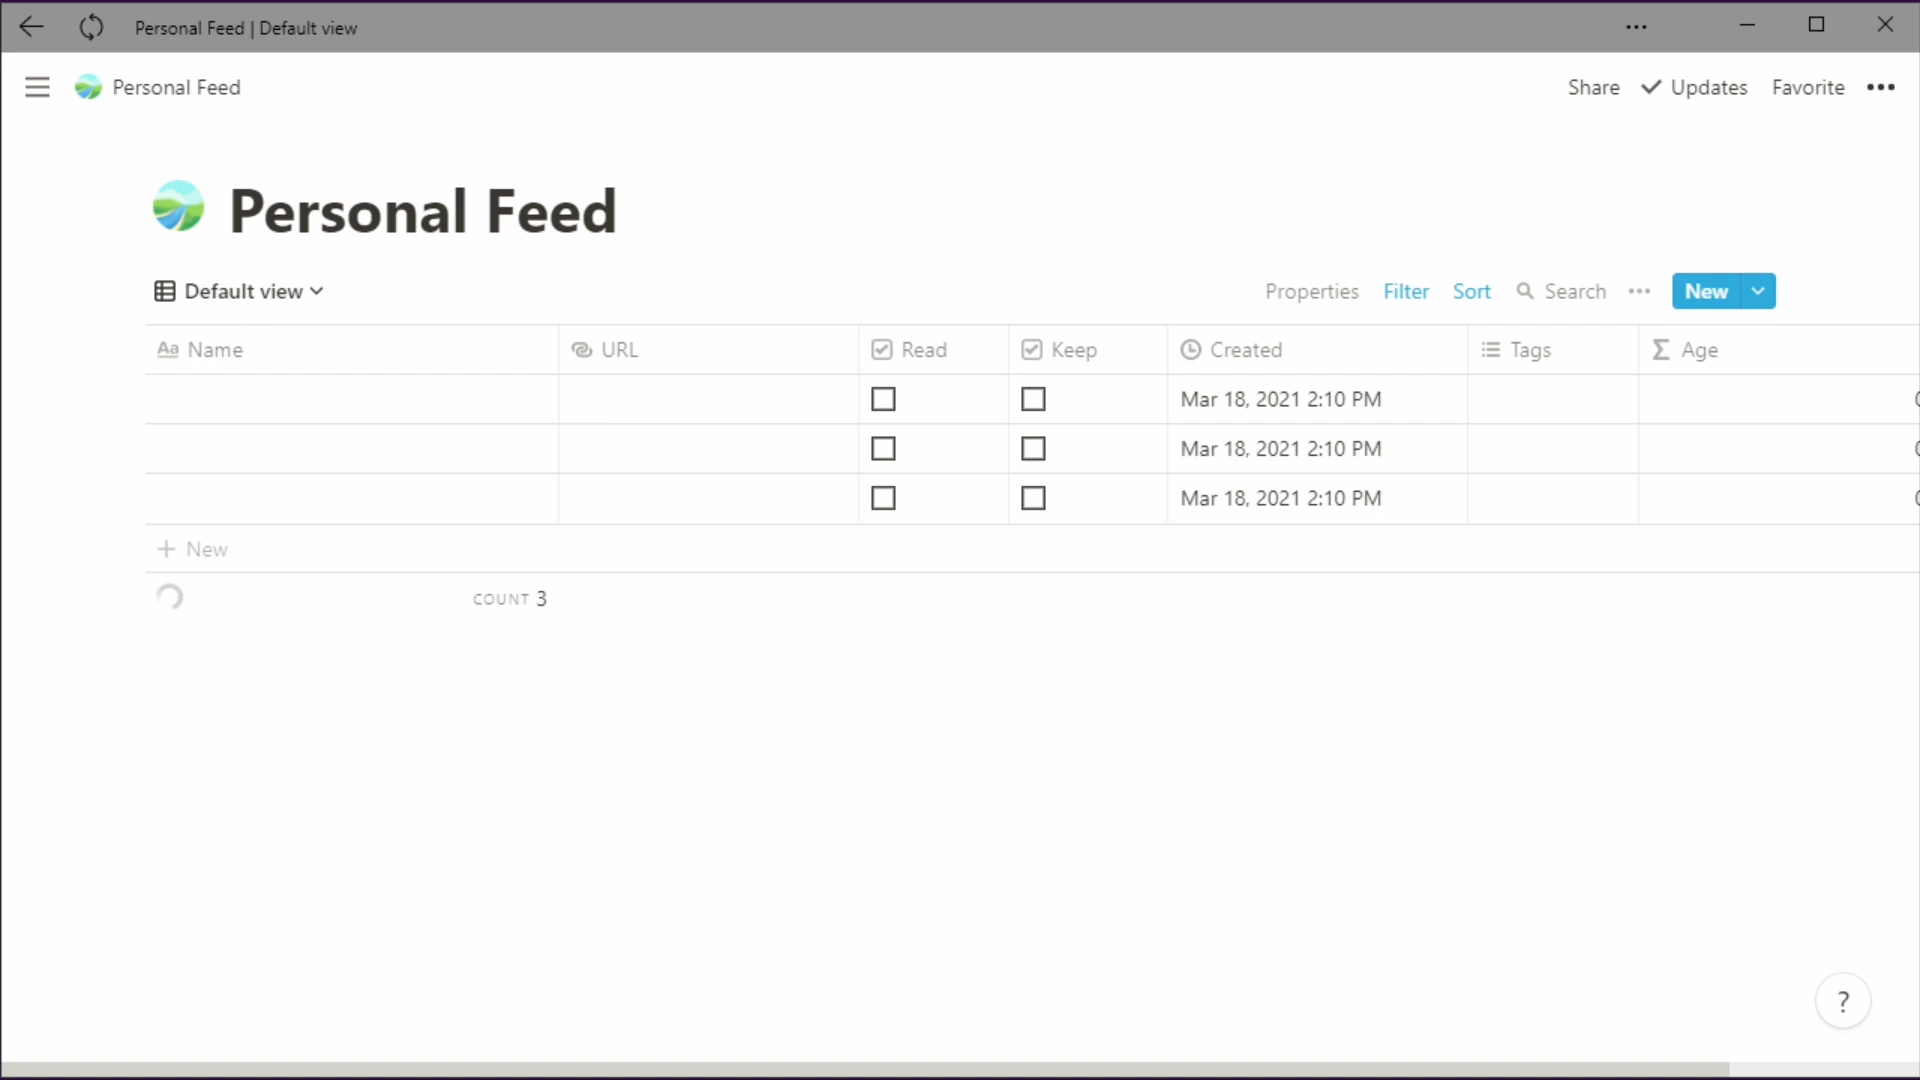 Personal Feed | Default view
Personal Feed
Share Updates Favorite
Personal Feed
Default view
Properties Filter Sort Search New
Aa Name URL Read Keep Created Tags Age
Mar 18, 2021 2:10 PM
Mar 18, 2021 2:10 PM
Mar 18, 2021 2:10 PM
+ New
COUNT 3
?